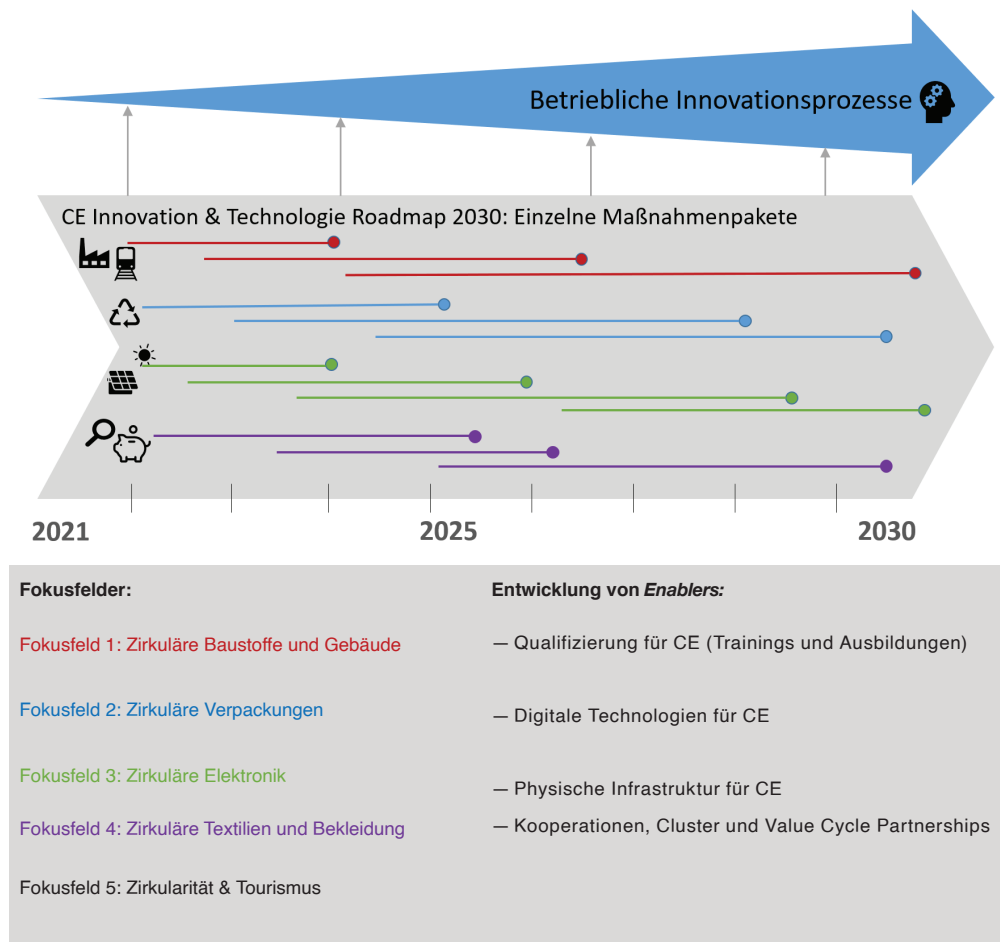 Betriebliche Innovationsprozesse
CE Innovation & Technologie Roadmap 2030: Einzelne Maßnahmenpakete
2021
2025
2030
Fokusfelder:
Fokusfeld 1: Zirkuläre Baustoffe und Gebäude
Fokusfeld 2: Zirkuläre Verpackungen
Fokusfeld 3: Zirkuläre Elektronik
Fokusfeld 4: Zirkuläre Textilien und Bekleidung
Fokusfeld 5: Zirkularität & Tourismus
Entwicklung von Enablers:
— Qualifizierung für CE (Trainings und Ausbildungen)
— Digitale Technologien für CE
— Physische Infrastruktur für CE
— Kooperationen, Cluster und Value Cycle Partnerships